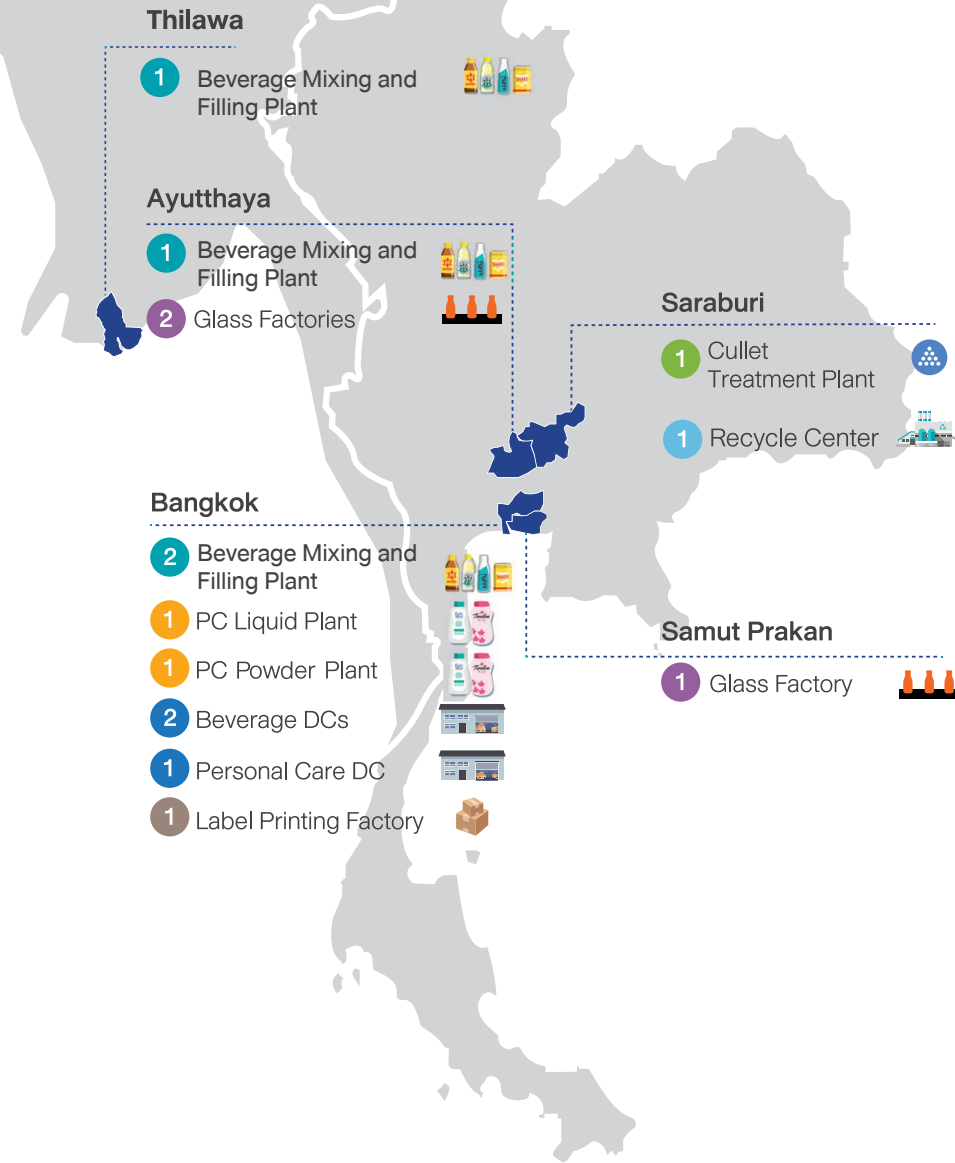 Thilawa
1
Beverage Mixing and
Filling Plant
Ayutthaya
1
Beverage Mixing and
Filling Plant
2
Glass Factories
Saraburi
1
Cullet
Treatment Plant
1
Recycle Center
Bangkok
2
Beverage Mixing and
Filling Plant
1
PC Liquid Plant
1
PC Powder Plant
2
Beverage DCs
1
Personal Care DC
1
Label Printing Factory
Samut Prakan
1
Glass Factory